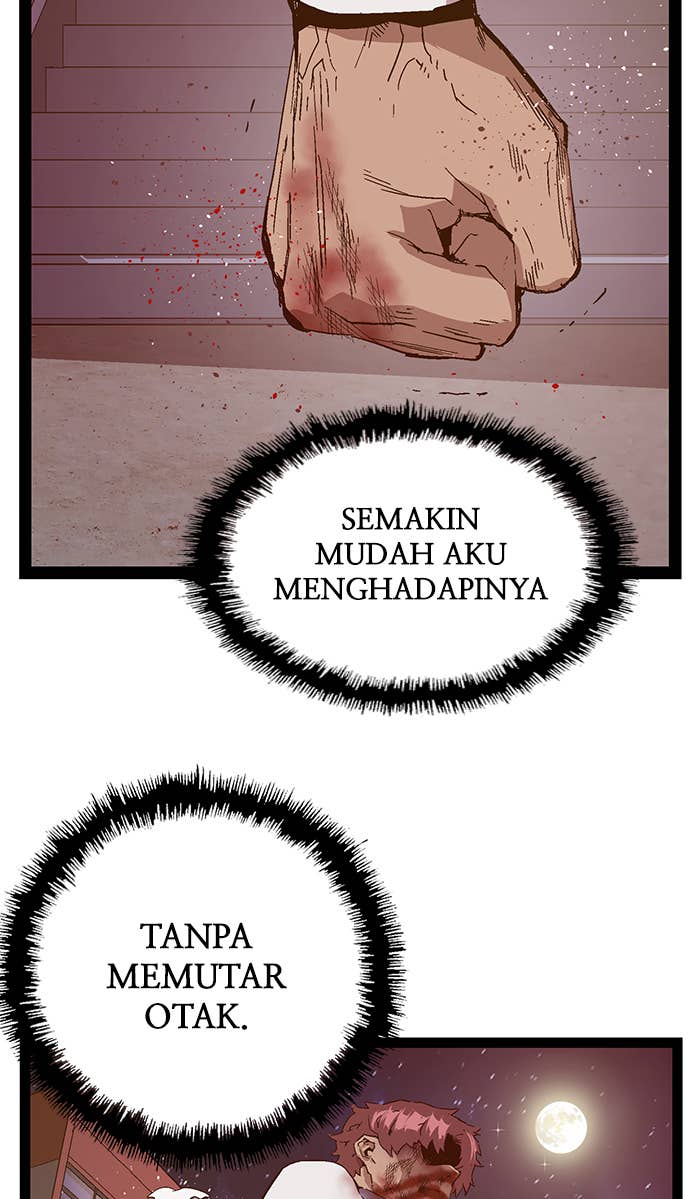 SEMAKIN
MUDAH AKU
MENGHADAPINYA
TANPA
MEMUTAR
OTAK.